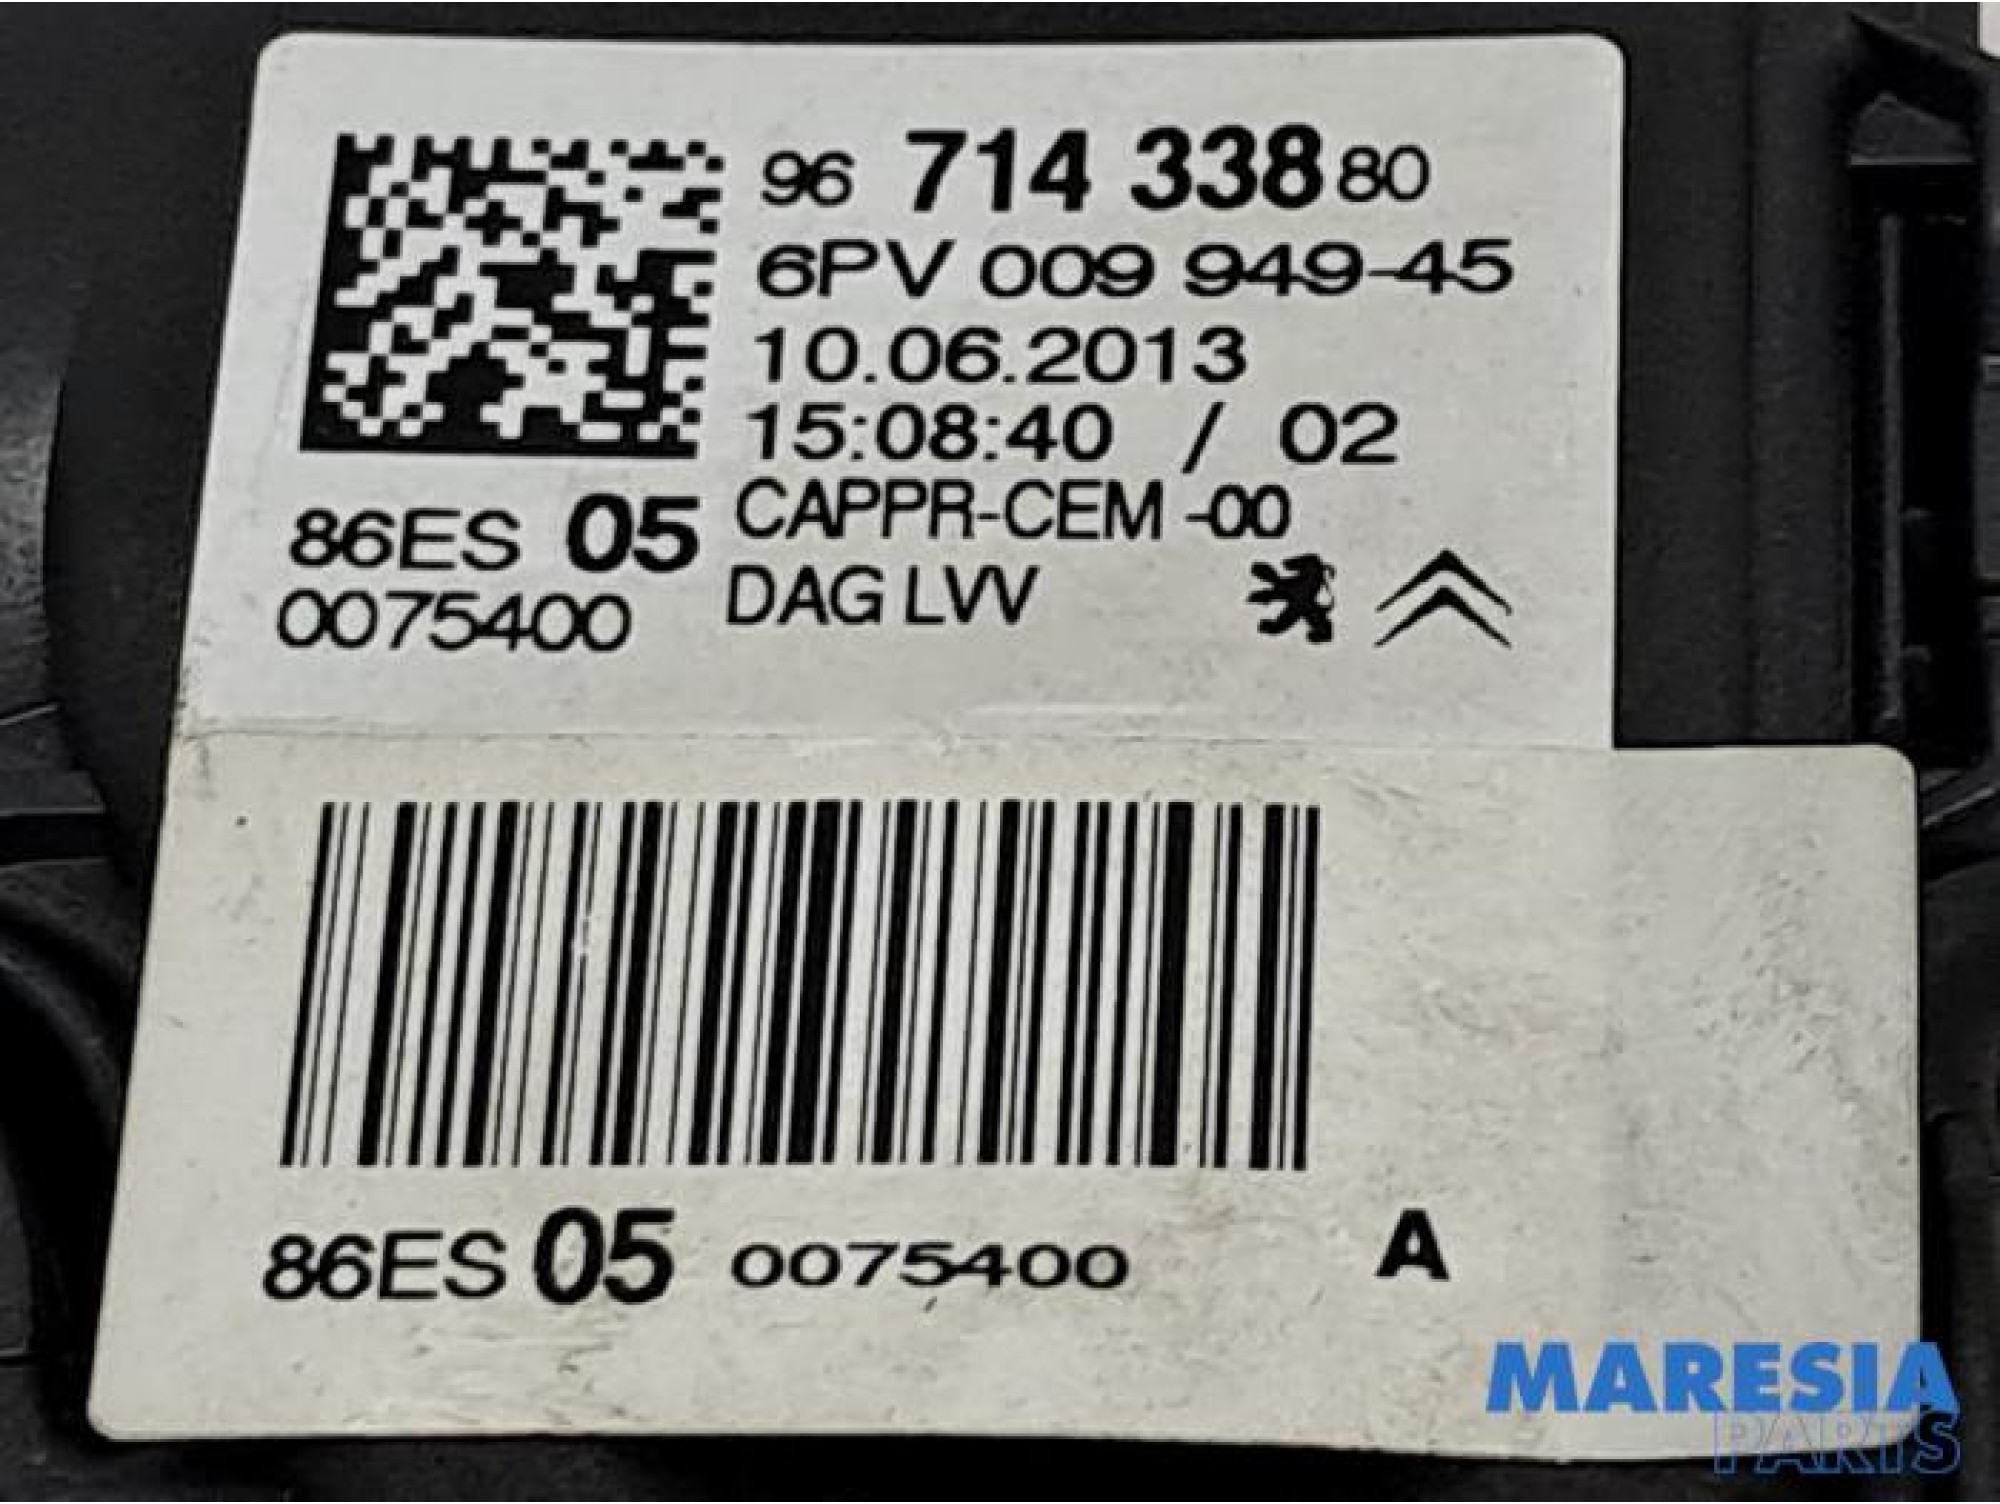 96 714 338 80
6PV 009 949-45
10.06.2013
15:08:40 / 02
CAPPR-CEM -00
DAG LVV
86ES 05
0075400
86ES 05 0075400 A
MARESIA
PARTS